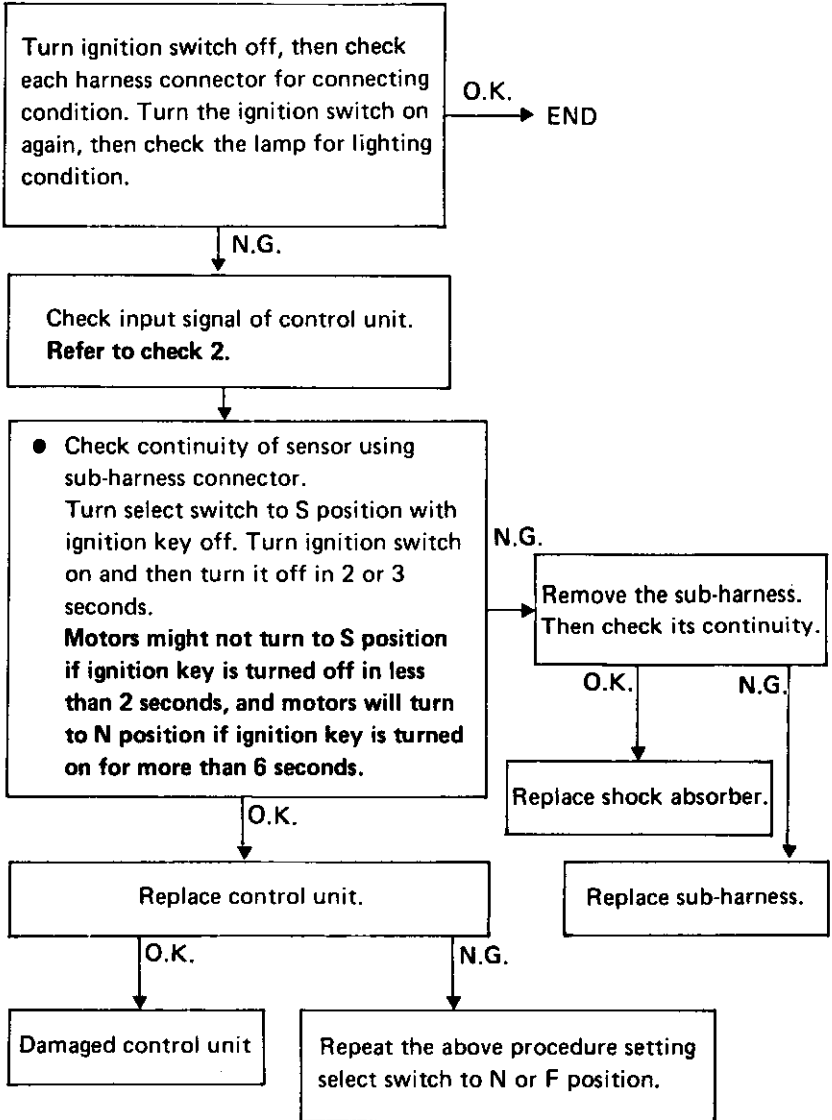 Turn ignition switch off, then check
each harness connector for connecting
condition. Turn the ignition switch on
again, then check the lamp for lighting
condition.
O.K.
END
N.G.
Check input signal of control unit.
Refer to check 2.
● Check continuity of sensor using
sub-harness connector.
Turn select switch to S position with
ignition key off. Turn ignition switch
on and then turn it off in 2 or 3
seconds.
Motors might not turn to S position
if ignition key is turned off in less
than 2 seconds, and motors will turn
to N position if ignition key is turned
on for more than 6 seconds.
N.G.
Remove the sub-harness.
Then check its continuity.
O.K.
N.G.
Replace shock absorber.
Replace sub-harness.
O.K.
Replace control unit.
O.K.
N.G.
Damaged control unit
Repeat the above procedure setting
select switch to N or F position.